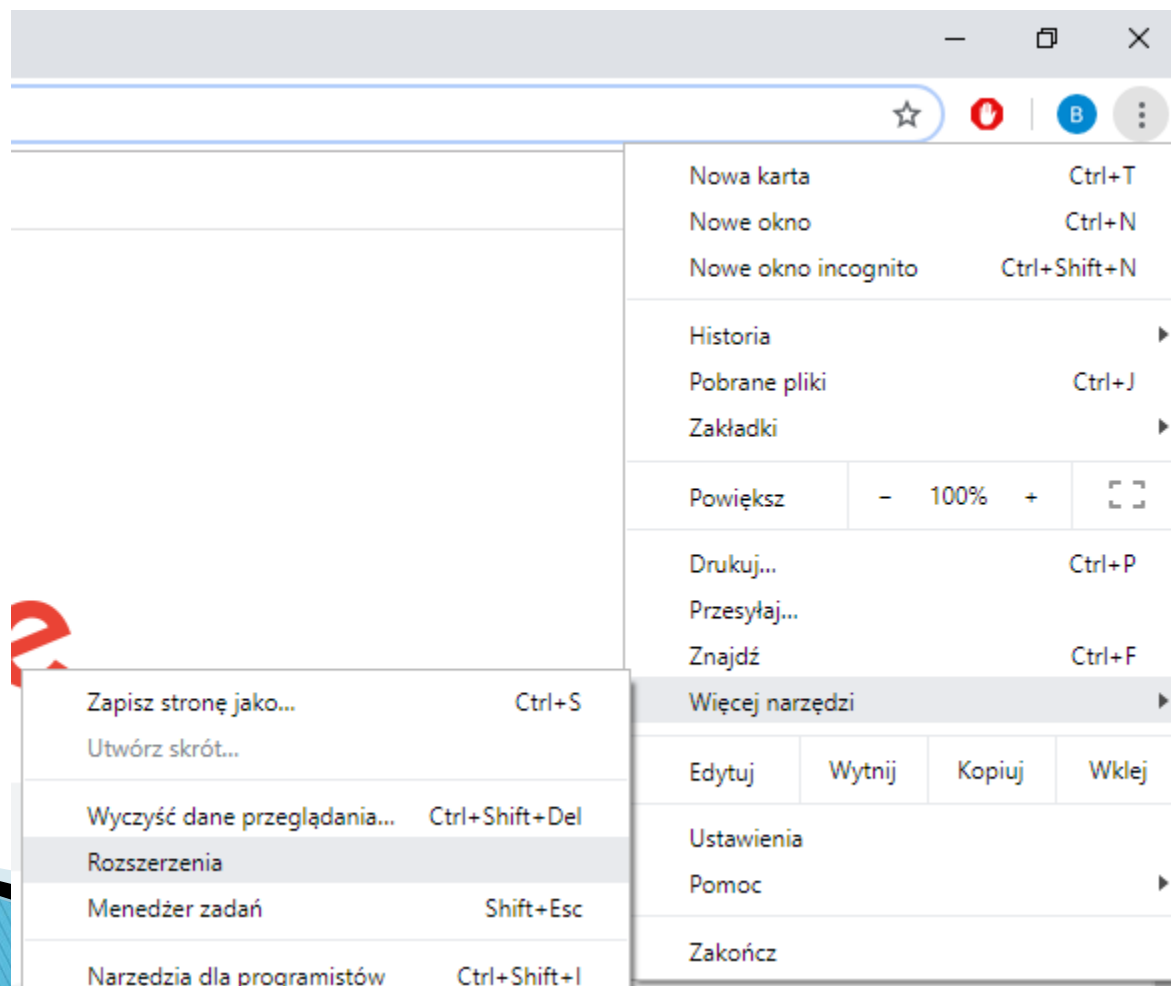 B
Nowa karta Ctrl+T
Nowe okno Ctrl+N
Nowe okno incognito Ctrl+Shift+N
Historia
Pobrane pliki Ctrl+J
Zakładki
Powiększ - 100% +
Drukuj... Ctrl+P
Przesyłaj...
Znajdź Ctrl+F
Więcej narzędzi
Edytuj Wytnij Kopiuj Wklej
Ustawienia
Pomoc
Zakończ
e
Zapisz stronę jako... Ctrl+S
Utwórz skrót...
Wyczyść dane przeglądania... Ctrl+Shift+Del
Rozszerzenia
Menedżer zadań Shift+Esc
Narzędzia dla programistów Ctrl+Shift+I